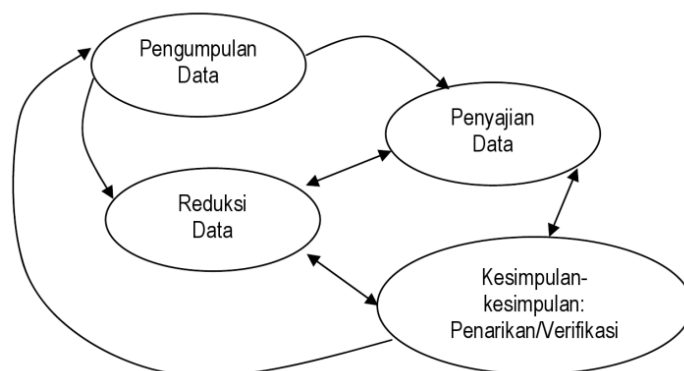 Pengumpulan
Data
Penyajian
Data
Reduksi
Data
Kesimpulan-
kesimpulan:
Penarikan/Verifikasi